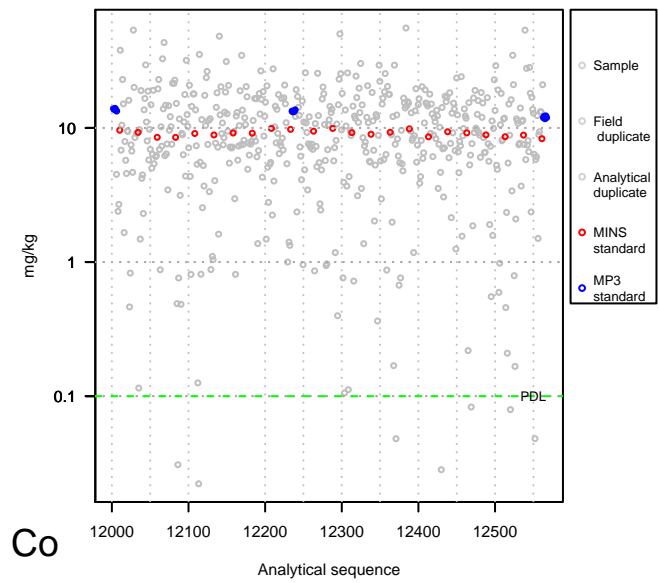 10
1
0.1
mg/kg
PDL
12000 12100 12200 12300 12400 12500
Analytical sequence
Co
Sample
Field
duplicate
Analytical
duplicate
MINS
standard
MP3
standard